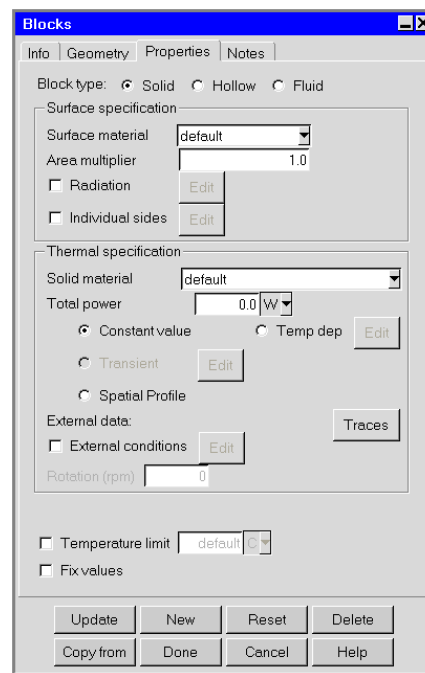 Blocks
Info Geometry Properties Notes
Block type: Solid Hollow Fluid
Surface specification
Surface material default
Area multiplier 1.0
Radiation Edit
Individual sides Edit
Thermal specification
Solid material default
Total power 0.0 W
Constant value Temp dep Edit
Transient Edit
Spatial Profile
External data: Traces
External conditions Edit
Rotation (rpm) 0
Temperature limit default C
Fix values
Update New Reset Delete
Copy from Done Cancel Help